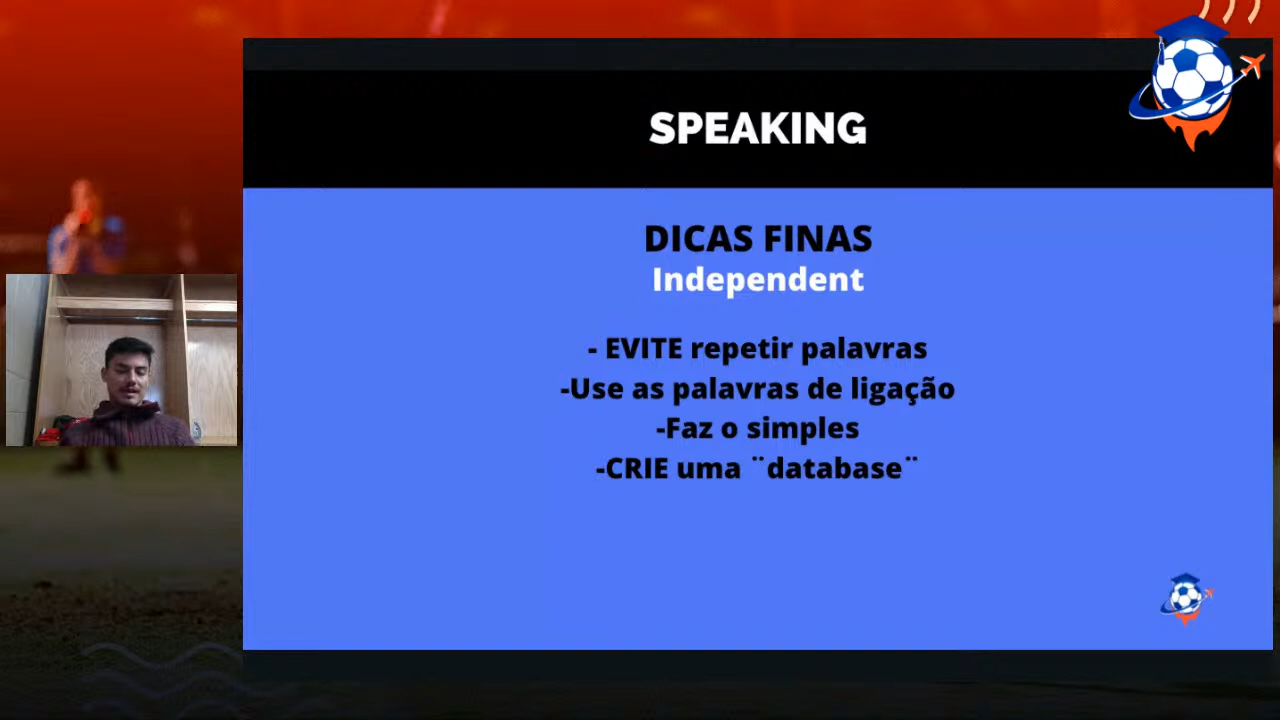 SPEAKING
DICAS FINAS
Independent
- EVITE repetir palavras
-Use as palavras de ligação
-Faz o simples
-CRIE uma ¨database¨